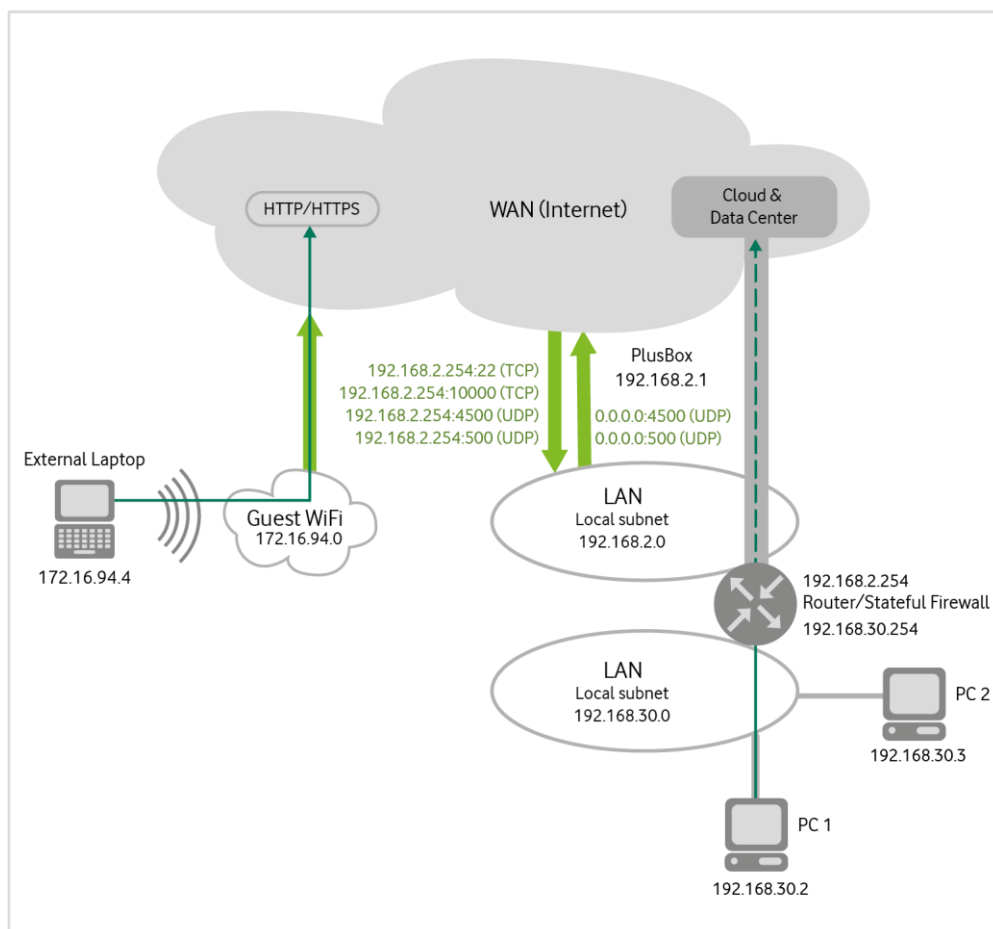 HTTP/HTTPS
WAN (Internet)
Cloud &
Data Center
192.168.2.254:22 (TCP)
192.168.2.254:10000 (TCP)
192.168.2.254:4500 (UDP)
192.168.2.254:500 (UDP)
PlusBox
192.168.2.1
0.0.0.0:4500 (UDP)
0.0.0.0:500 (UDP)
External Laptop
172.16.94.4
Guest WiFi
172.16.94.0
LAN
Local subnet
192.168.2.0
192.168.2.254
Router/Stateful Firewall
192.168.30.254
LAN
Local subnet
192.168.30.0
PC 2
192.168.30.3
PC 1
192.168.30.2